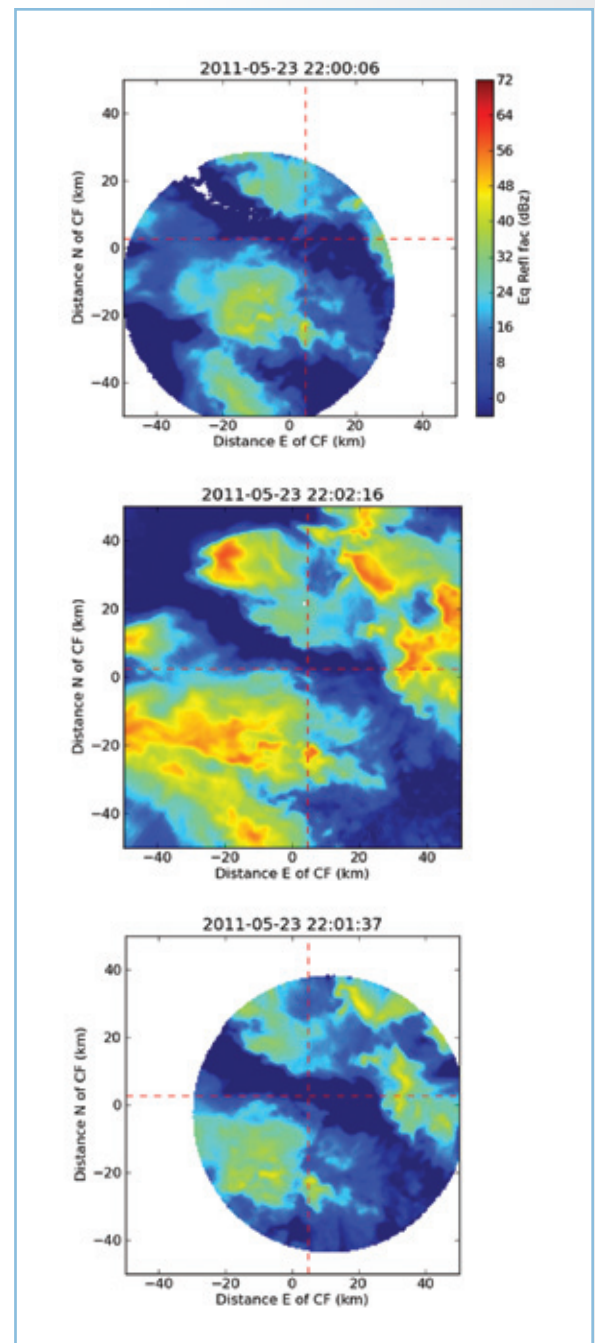 2011-05-23 22:00:06
40
20
0
−20
−40
Distance N of CF (km)
−40 −20 0 20 40
Distance E of CF (km)
72
64
56
48
40
32
24
16
8
0
Eq Refl fac (dBz)
2011-05-23 22:02:16
40
20
0
−20
−40
Distance N of CF (km)
−40 −20 0 20 40
Distance E of CF (km)
2011-05-23 22:01:37
40
20
0
−20
−40
Distance N of CF (km)
−40 −20 0 20 40
Distance E of CF (km)